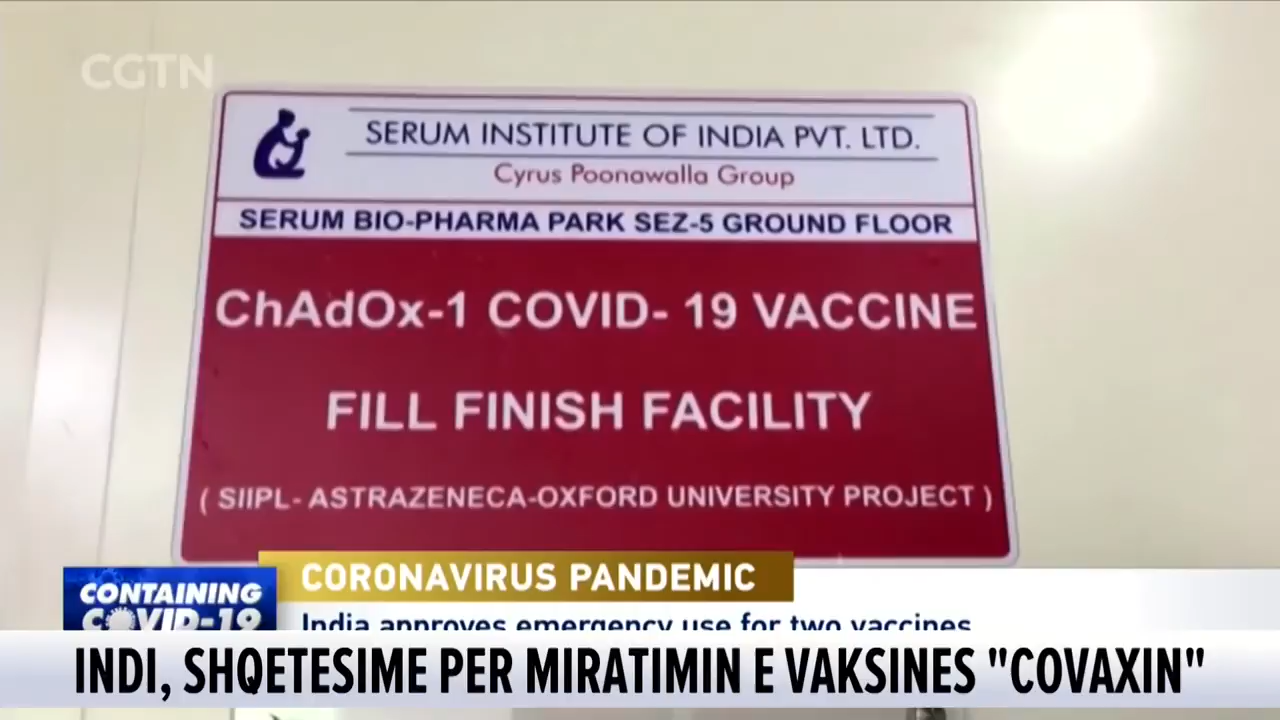 CGTN
SERUM INSTITUTE OF INDIA PVT. LTD.
Cyrus Poonawalla Group
SERUM BIO-PHARMA PARK SEZ-5 GROUND FLOOR
ChAdOx-1 COVID- 19 VACCINE
FILL FINISH FACILITY
( SIIPL- ASTRAZENECA-OXFORD UNIVERSITY PROJECT )
CORONAVIRUS PANDEMIC
CONTAINING
COVID-19
India approves emergency use for two vaccines
INDI, SHQETESIME PER MIRATIMIN E VAKSINES "COVAXIN"